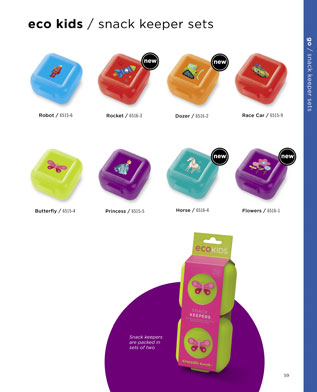 eco kids / snack keeper sets
go / snack keeper sets
new
new
new
Robot / 6515-6
Rocket / 6516-3
Dozer / 6516-2
Race Car / 6515-9
new
new
Butterfly / 6515-4
Princess / 6515-5
Horse / 6516-4
Flowers / 6516-1
ecoKIDS
SNACK
KEEPERS
Snack keepers
are packed in
sets of two
59